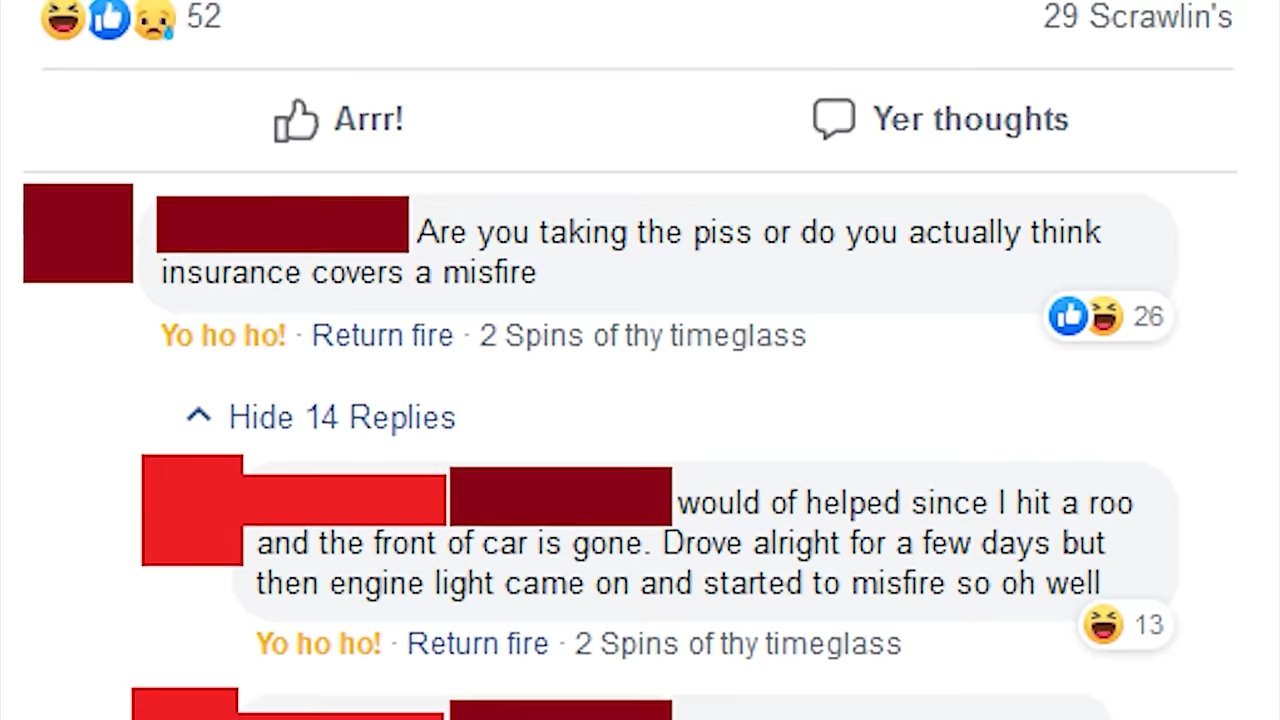 52
29 Scrawlin's
Arrr!
Yer thoughts
Are you taking the piss or do you actually think
insurance covers a misfire
26
Yo ho ho! · Return fire · 2 Spins of thy timeglass
Hide 14 Replies
would of helped since I hit a roo
and the front of car is gone. Drove alright for a few days but
then engine light came on and started to misfire so oh well
13
Yo ho ho! · Return fire · 2 Spins of thy timeglass